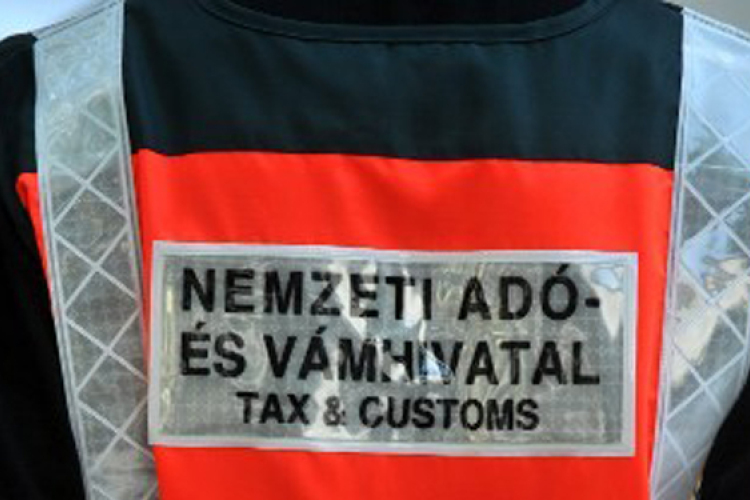 NEMZETI ADÓ-
ÉS VÁMHIVATAL
TAX & CUSTOMS